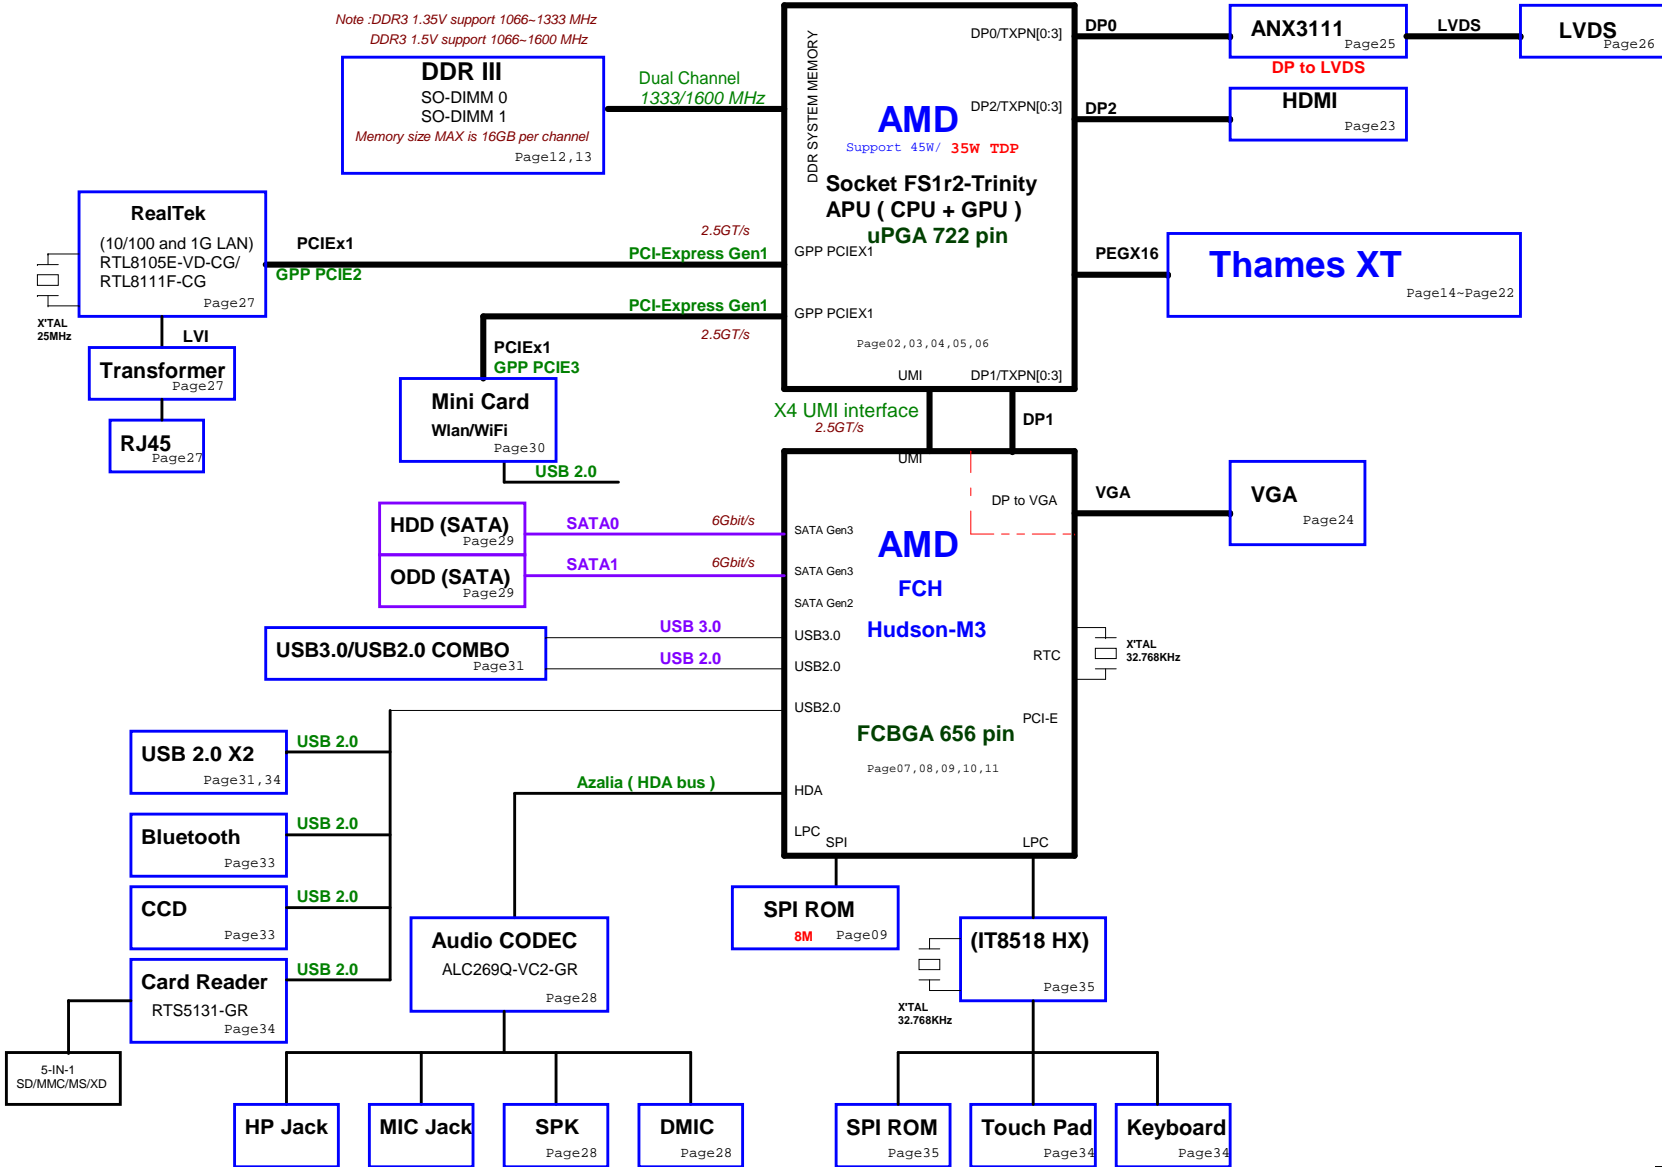 Note :DDR3 1.35V support 1066~1333 MHz
DDR3 1.5V support 1066~1600 MHz
DDR III
SO-DIMM 0
SO-DIMM 1
Memory size MAX is 16GB per channel
Page12,13
Dual Channel
1333/1600 MHz
DDR SYSTEM MEMORY
DP0/TXPN[0:3]
DP2/TXPN[0:3]
AMD
Support 45W/ 35W TDP
Socket FS1r2-Trinity
APU ( CPU + GPU )
uPGA 722 pin
GPP PCIEX1
GPP PCIEX1
Page02,03,04,05,06
UMI
DP1/TXPN[0:3]
DP0
ANX3111
Page25
DP to LVDS
LVDS
LVDS
Page26
DP2
HDMI
Page23
PEGX16
Thames XT
Page14~Page22
RealTek
(10/100 and 1G LAN)
RTL8105E-VD-CG/
RTL8111F-CG
Page27
X'TAL
25MHz
PCIEx1
GPP PCIE2
2.5GT/s
PCI-Express Gen1
PCI-Express Gen1
2.5GT/s
LVI
Transformer
Page27
RJ45
Page27
PCIEx1
GPP PCIE3
Mini Card
Wlan/WiFi
Page30
USB 2.0
X4 UMI interface
2.5GT/s
DP1
UMI
DP to VGA
VGA
VGA
Page24
HDD (SATA)
Page29
SATA0
6Gbit/s
SATA Gen3
ODD (SATA)
Page29
SATA1
6Gbit/s
SATA Gen3
SATA Gen2
AMD
FCH
Hudson-M3
USB3.0/USB2.0 COMBO
Page31
USB 3.0
USB 2.0
USB3.0
USB2.0
USB2.0
RTC
X'TAL
32.768KHz
PCI-E
FCBGA 656 pin
Page07,08,09,10,11
HDA
LPC
SPI
LPC
USB 2.0 X2
Page31,34
USB 2.0
Bluetooth
Page33
USB 2.0
CCD
Page33
USB 2.0
Card Reader
RTS5131-GR
Page34
USB 2.0
5-IN-1
SD/MMC/MS/XD
Azalia ( HDA bus )
Audio CODEC
ALC269Q-VC2-GR
Page28
HP Jack
MIC Jack
SPK
Page28
DMIC
Page28
SPI ROM
8M
Page09
(IT8518 HX)
Page35
X'TAL
32.768KHz
SPI ROM
Page35
Touch Pad
Page34
Keyboard
Page34